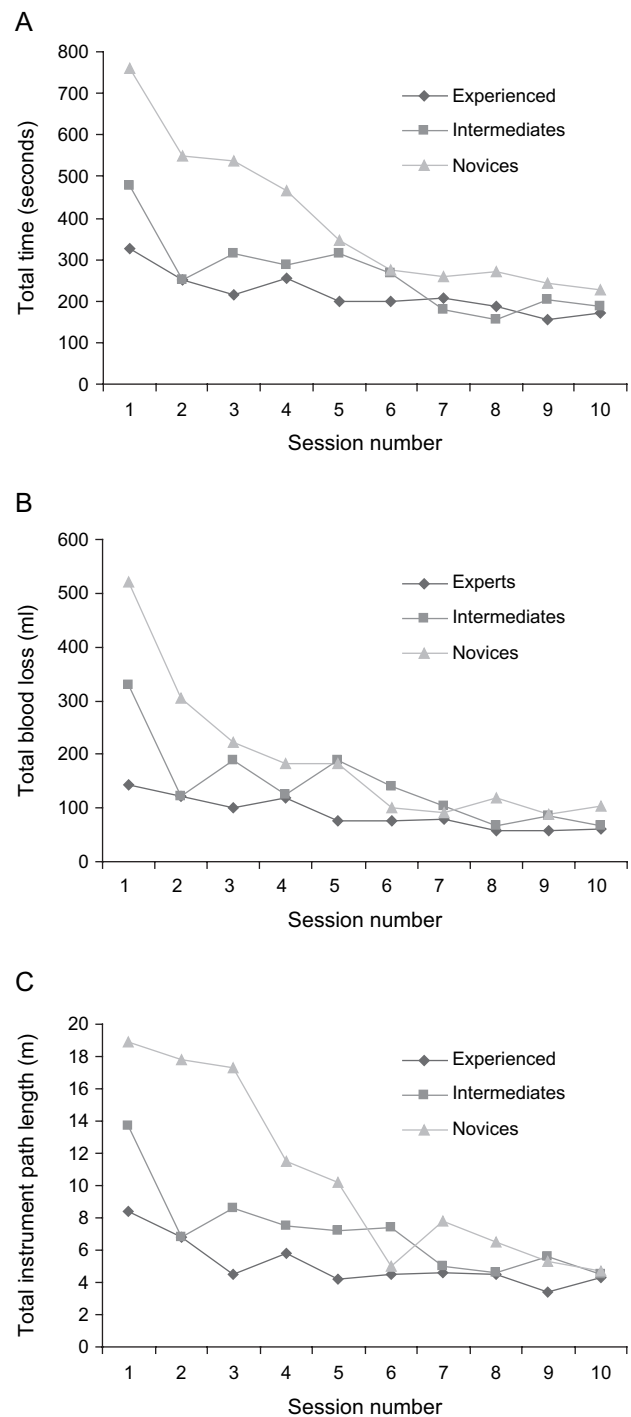 A
800
700
600
500
400
300
200
100
0
Total time (seconds)
Experienced
Intermediates
Novices
1 2 3 4 5 6 7 8 9 10
Session number
B
600
500
400
300
200
100
0
Total blood loss (ml)
Experts
Intermediates
Novices
1 2 3 4 5 6 7 8 9 10
Session number
C
20
18
16
14
12
10
8
6
4
2
0
Total instrument path length (m)
Experienced
Intermediates
Novices
1 2 3 4 5 6 7 8 9 10
Session number